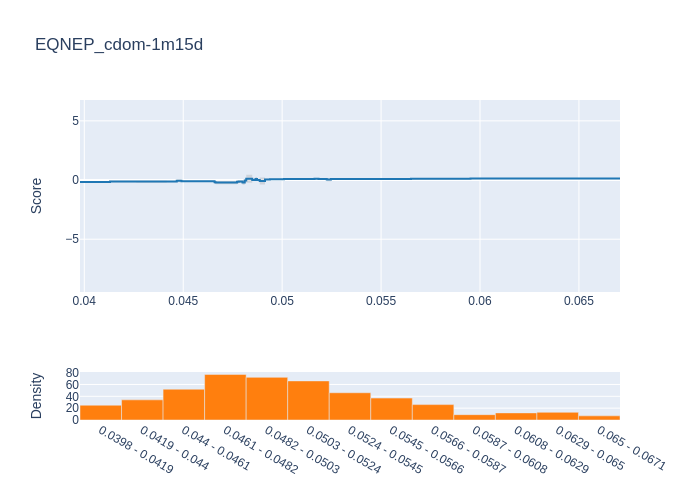 EQNEP_cdom-1m15d
Score
5
0
−5
0.04 0.045 0.05 0.055 0.06 0.065
Density
80
60
40
20
0
0.0398 - 0.0419
0.0419 - 0.044
0.044 - 0.0461
0.0461 - 0.0482
0.0482 - 0.0503
0.0503 - 0.0524
0.0524 - 0.0545
0.0545 - 0.0566
0.0566 - 0.0587
0.0587 - 0.0608
0.0608 - 0.0629
0.0629 - 0.065
0.065 - 0.0671